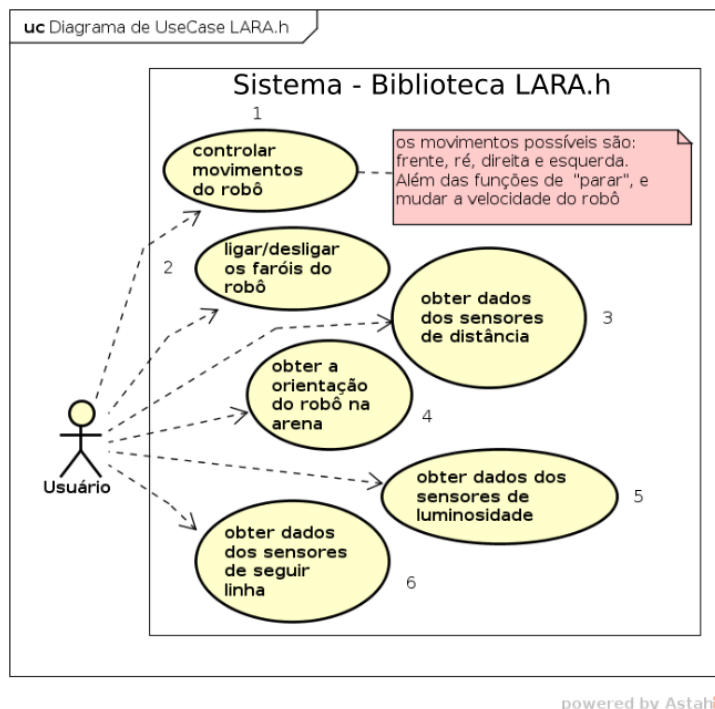 uc Diagrama de UseCase LARA.h
Sistema - Biblioteca LARA.h
1
controlar
movimentos
do robô
os movimentos possíveis são:
frente, ré, direita e esquerda.
Além das funções de "parar", e
mudar a velocidade do robô
2
ligar/desligar
os faróis do
robô
obter dados
dos sensores
de distância
3
obter a
orientação
do robô na
arena
4
Usuário
obter dados dos
sensores de
luminosidade
5
obter dados
dos sensores
de seguir
linha
6
powered by Astah